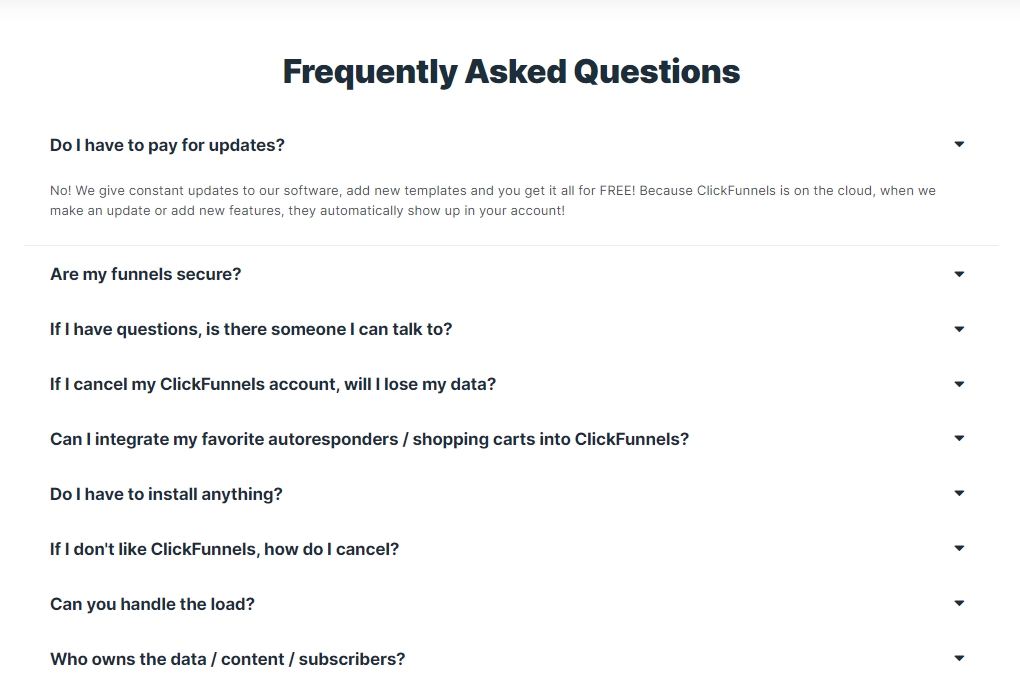 Frequently Asked Questions
Do I have to pay for updates?
No! We give constant updates to our software, add new templates and you get it all for FREE! Because ClickFunnels is on the cloud, when we
make an update or add new features, they automatically show up in your account!
Are my funnels secure?
If I have questions, is there someone I can talk to?
If I cancel my ClickFunnels account, will I lose my data?
Can I integrate my favorite autoresponders / shopping carts into ClickFunnels?
Do I have to install anything?
If I don't like ClickFunnels, how do I cancel?
Can you handle the load?
Who owns the data / content / subscribers?